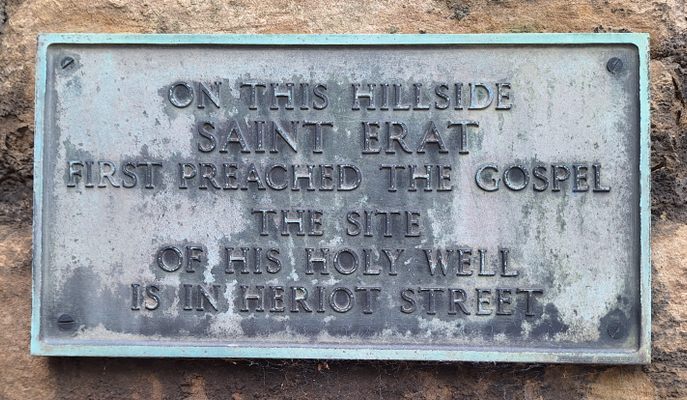 ON THIS HILLSIDE
SAINT ERAT
FIRST PREACHED THE GOSPEL
THE SITE
OF HIS HOLY WELL
IS IN HERIOT STREET